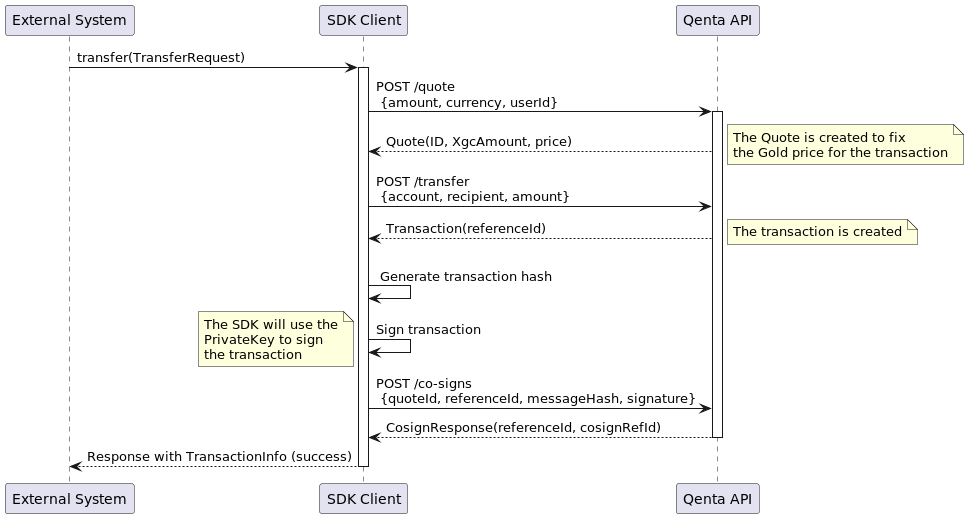 External System
SDK Client
Qenta API
transfer(TransferRequest)
POST /quote
{amount, currency, userId}
Quote(ID, XgcAmount, price)
The Quote is created to fix
the Gold price for the transaction
POST /transfer
{account, recipient, amount}
Transaction(referenceId)
The transaction is created
Generate transaction hash
Sign transaction
The SDK will use the
PrivateKey to sign
the transaction
POST /co-signs
{quoteId, referenceId, messageHash, signature}
CosignResponse(referenceId, cosignRefId)
Response with TransactionInfo (success)
External System
SDK Client
Qenta API